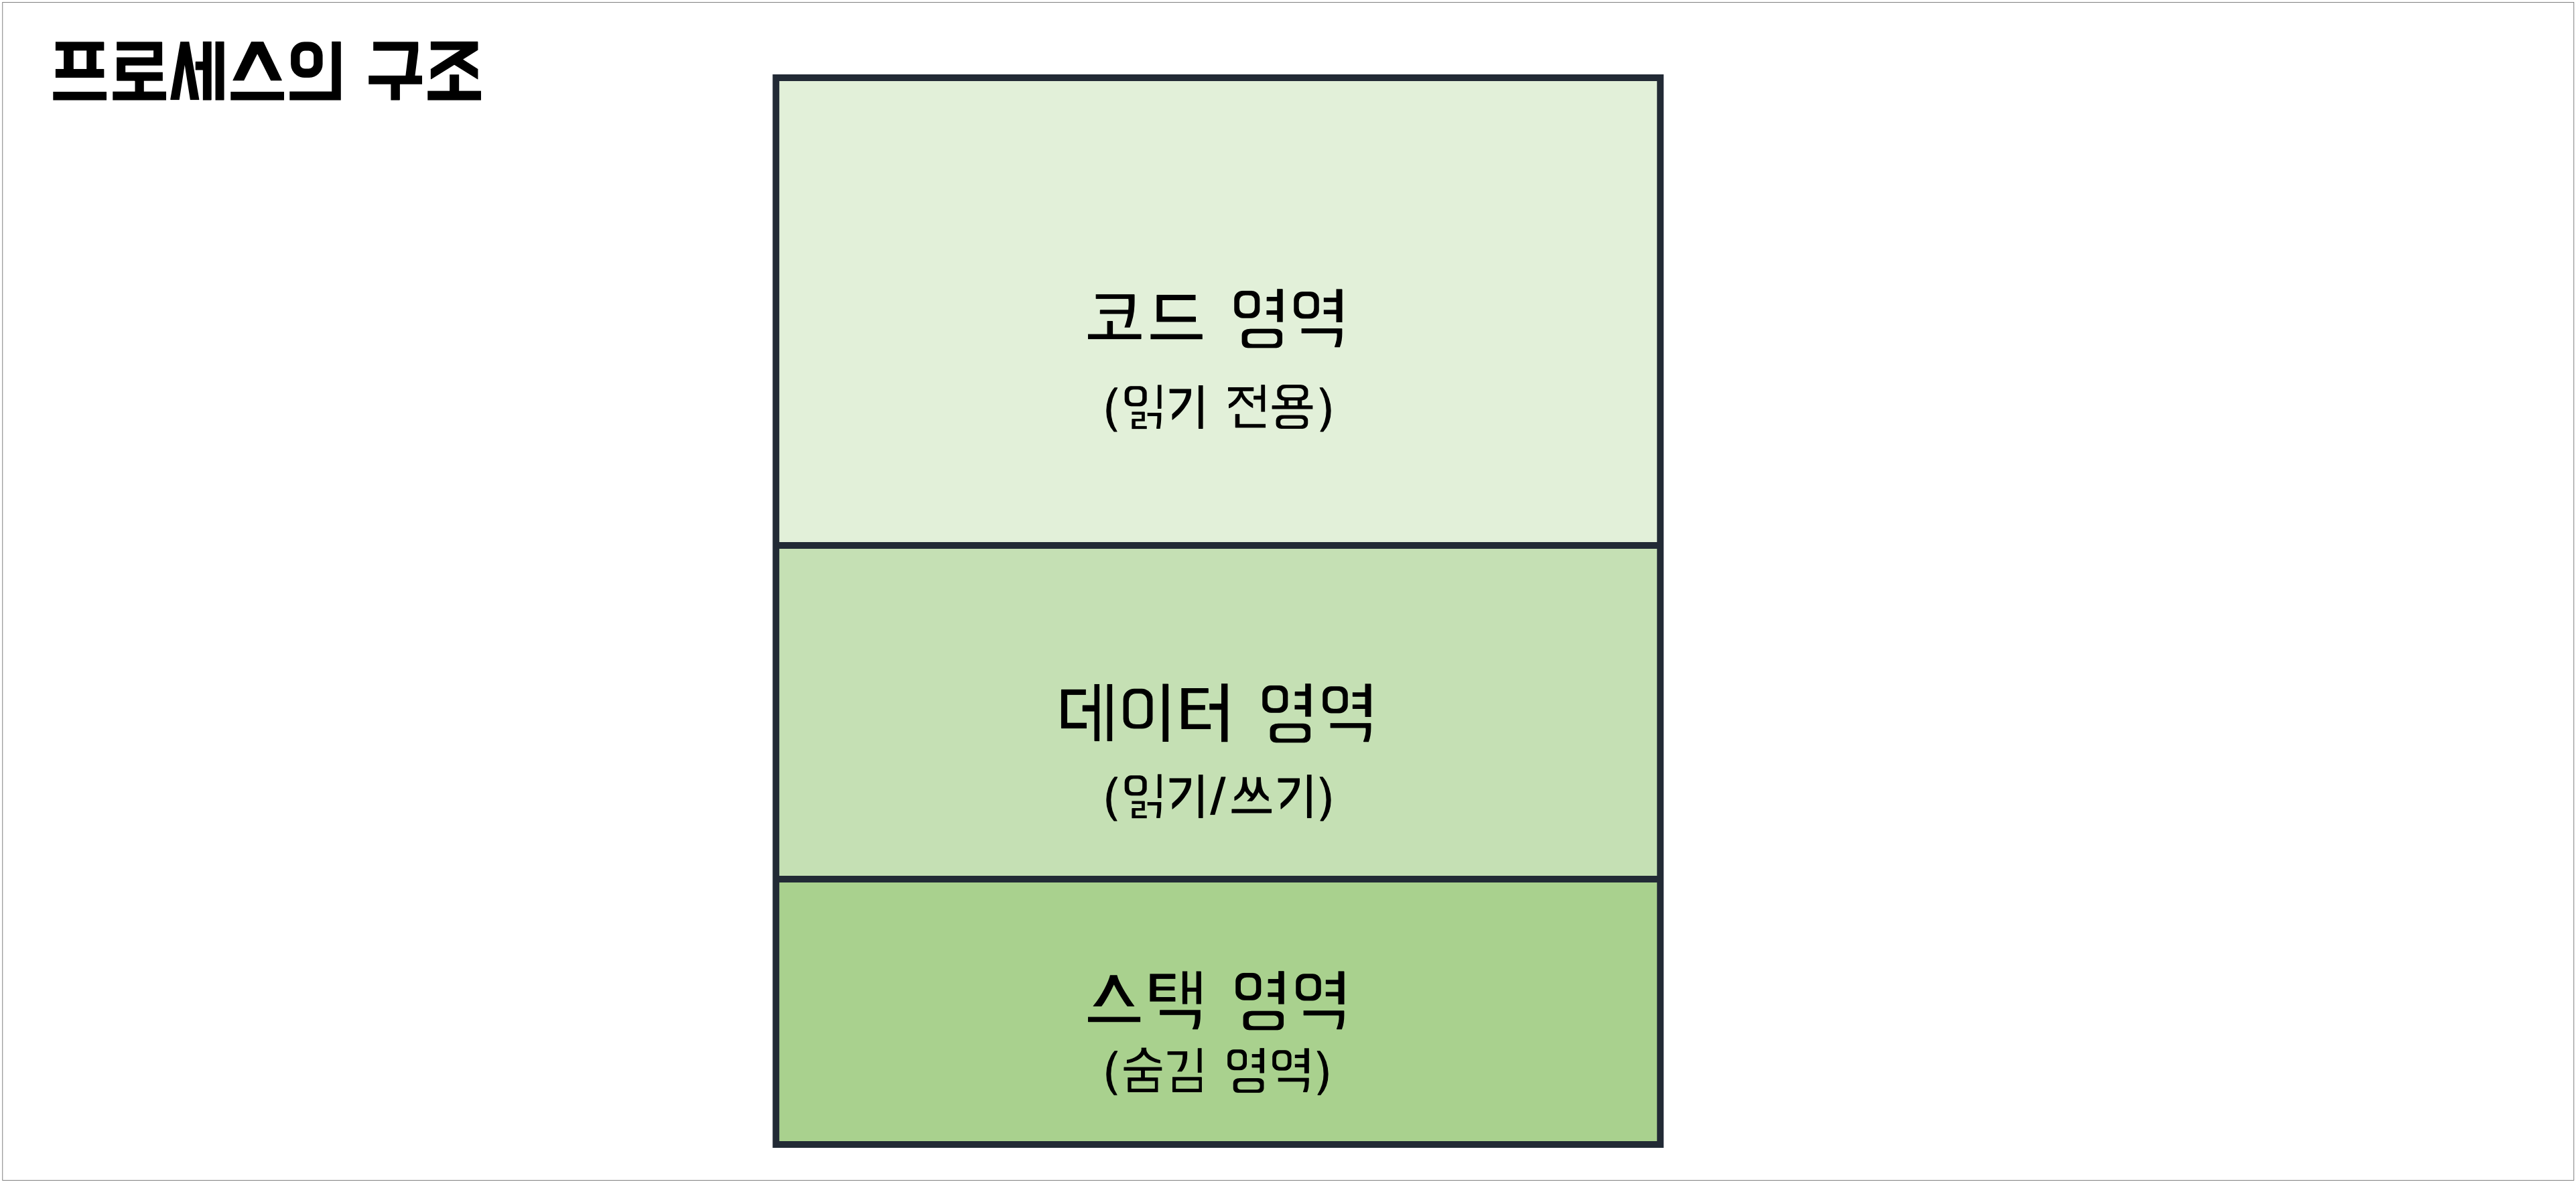 프로세스의 구조
코드 영역
(읽기 전용)
데이터 영역
(읽기/쓰기)
스택 영역
(숨김 영역)